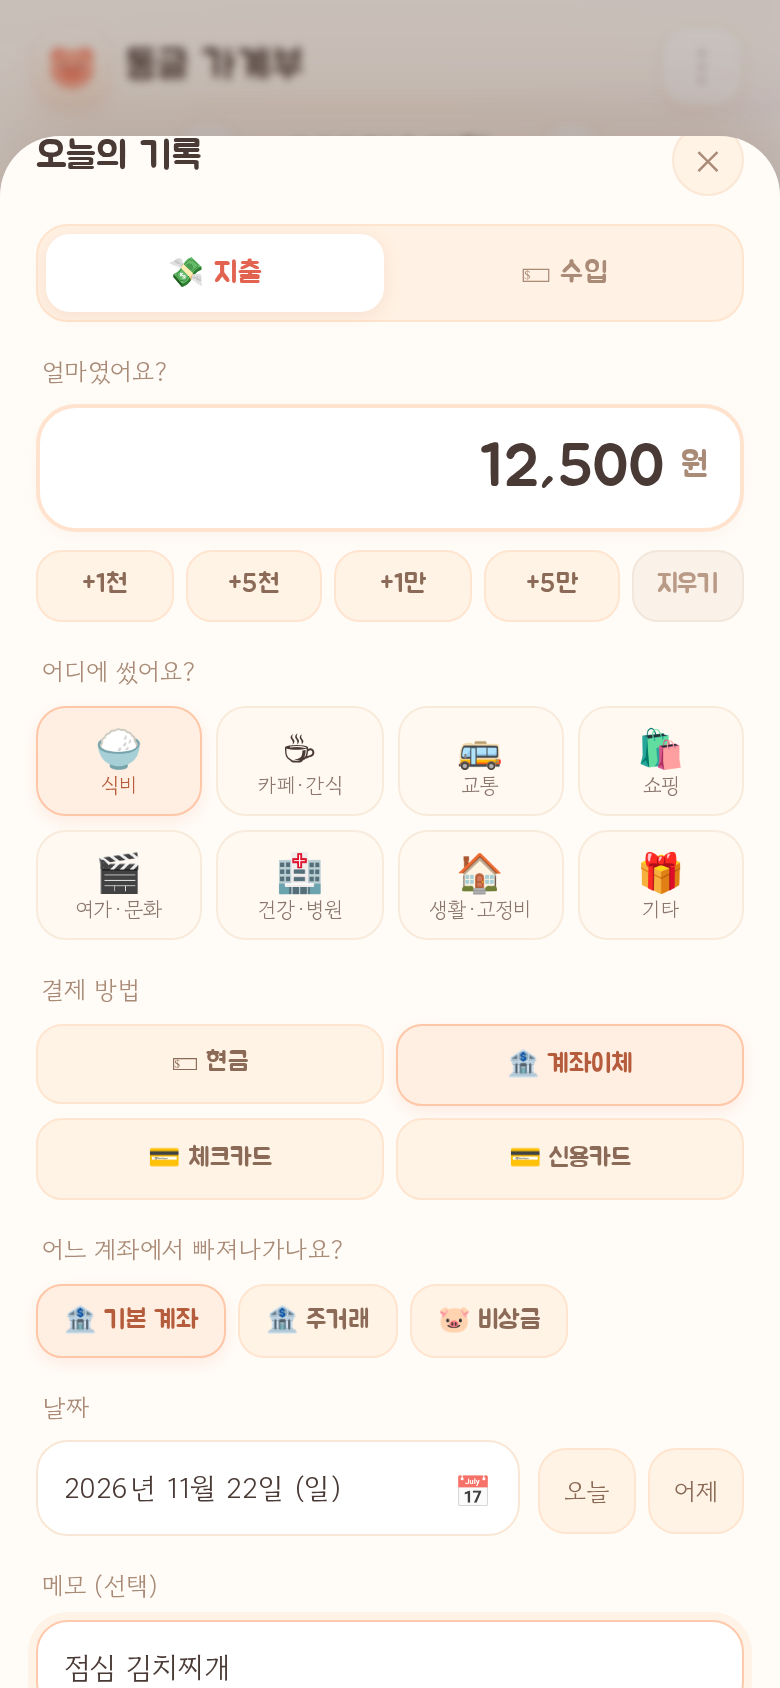 둥글 가계부
오늘의 기록
지출
수입
얼마였어요?
12,500 원
+1천 +5천 +1만 +5만 지우기
어디에 썼어요?
식비 카페·간식 교통 쇼핑
여가·문화 건강·병원 생활·고정비 기타
결제 방법
현금 계좌이체
체크카드 신용카드
어느 계좌에서 빠져나가나요?
기본 계좌 주거래 비상금
날짜
2026년 11월 22일 (일) 오늘 어제
메모 (선택)
점심 김치찌개